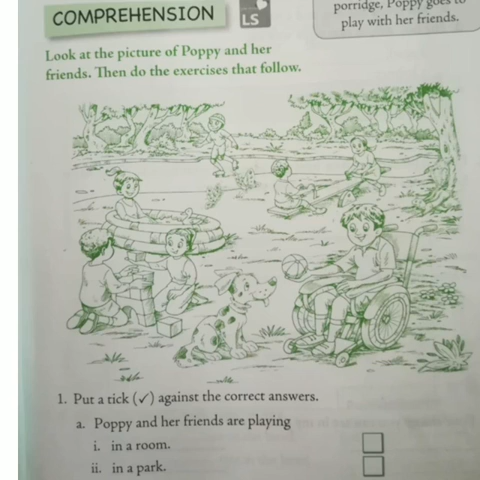 COMPREHENSION
LS
porridge, Poppy goes to
play with her friends.
Look at the picture of Poppy and her
friends. Then do the exercises that follow.
1. Put a tick (✓) against the correct answers.
a. Poppy and her friends are playing
i. in a room.
ii. in a park.